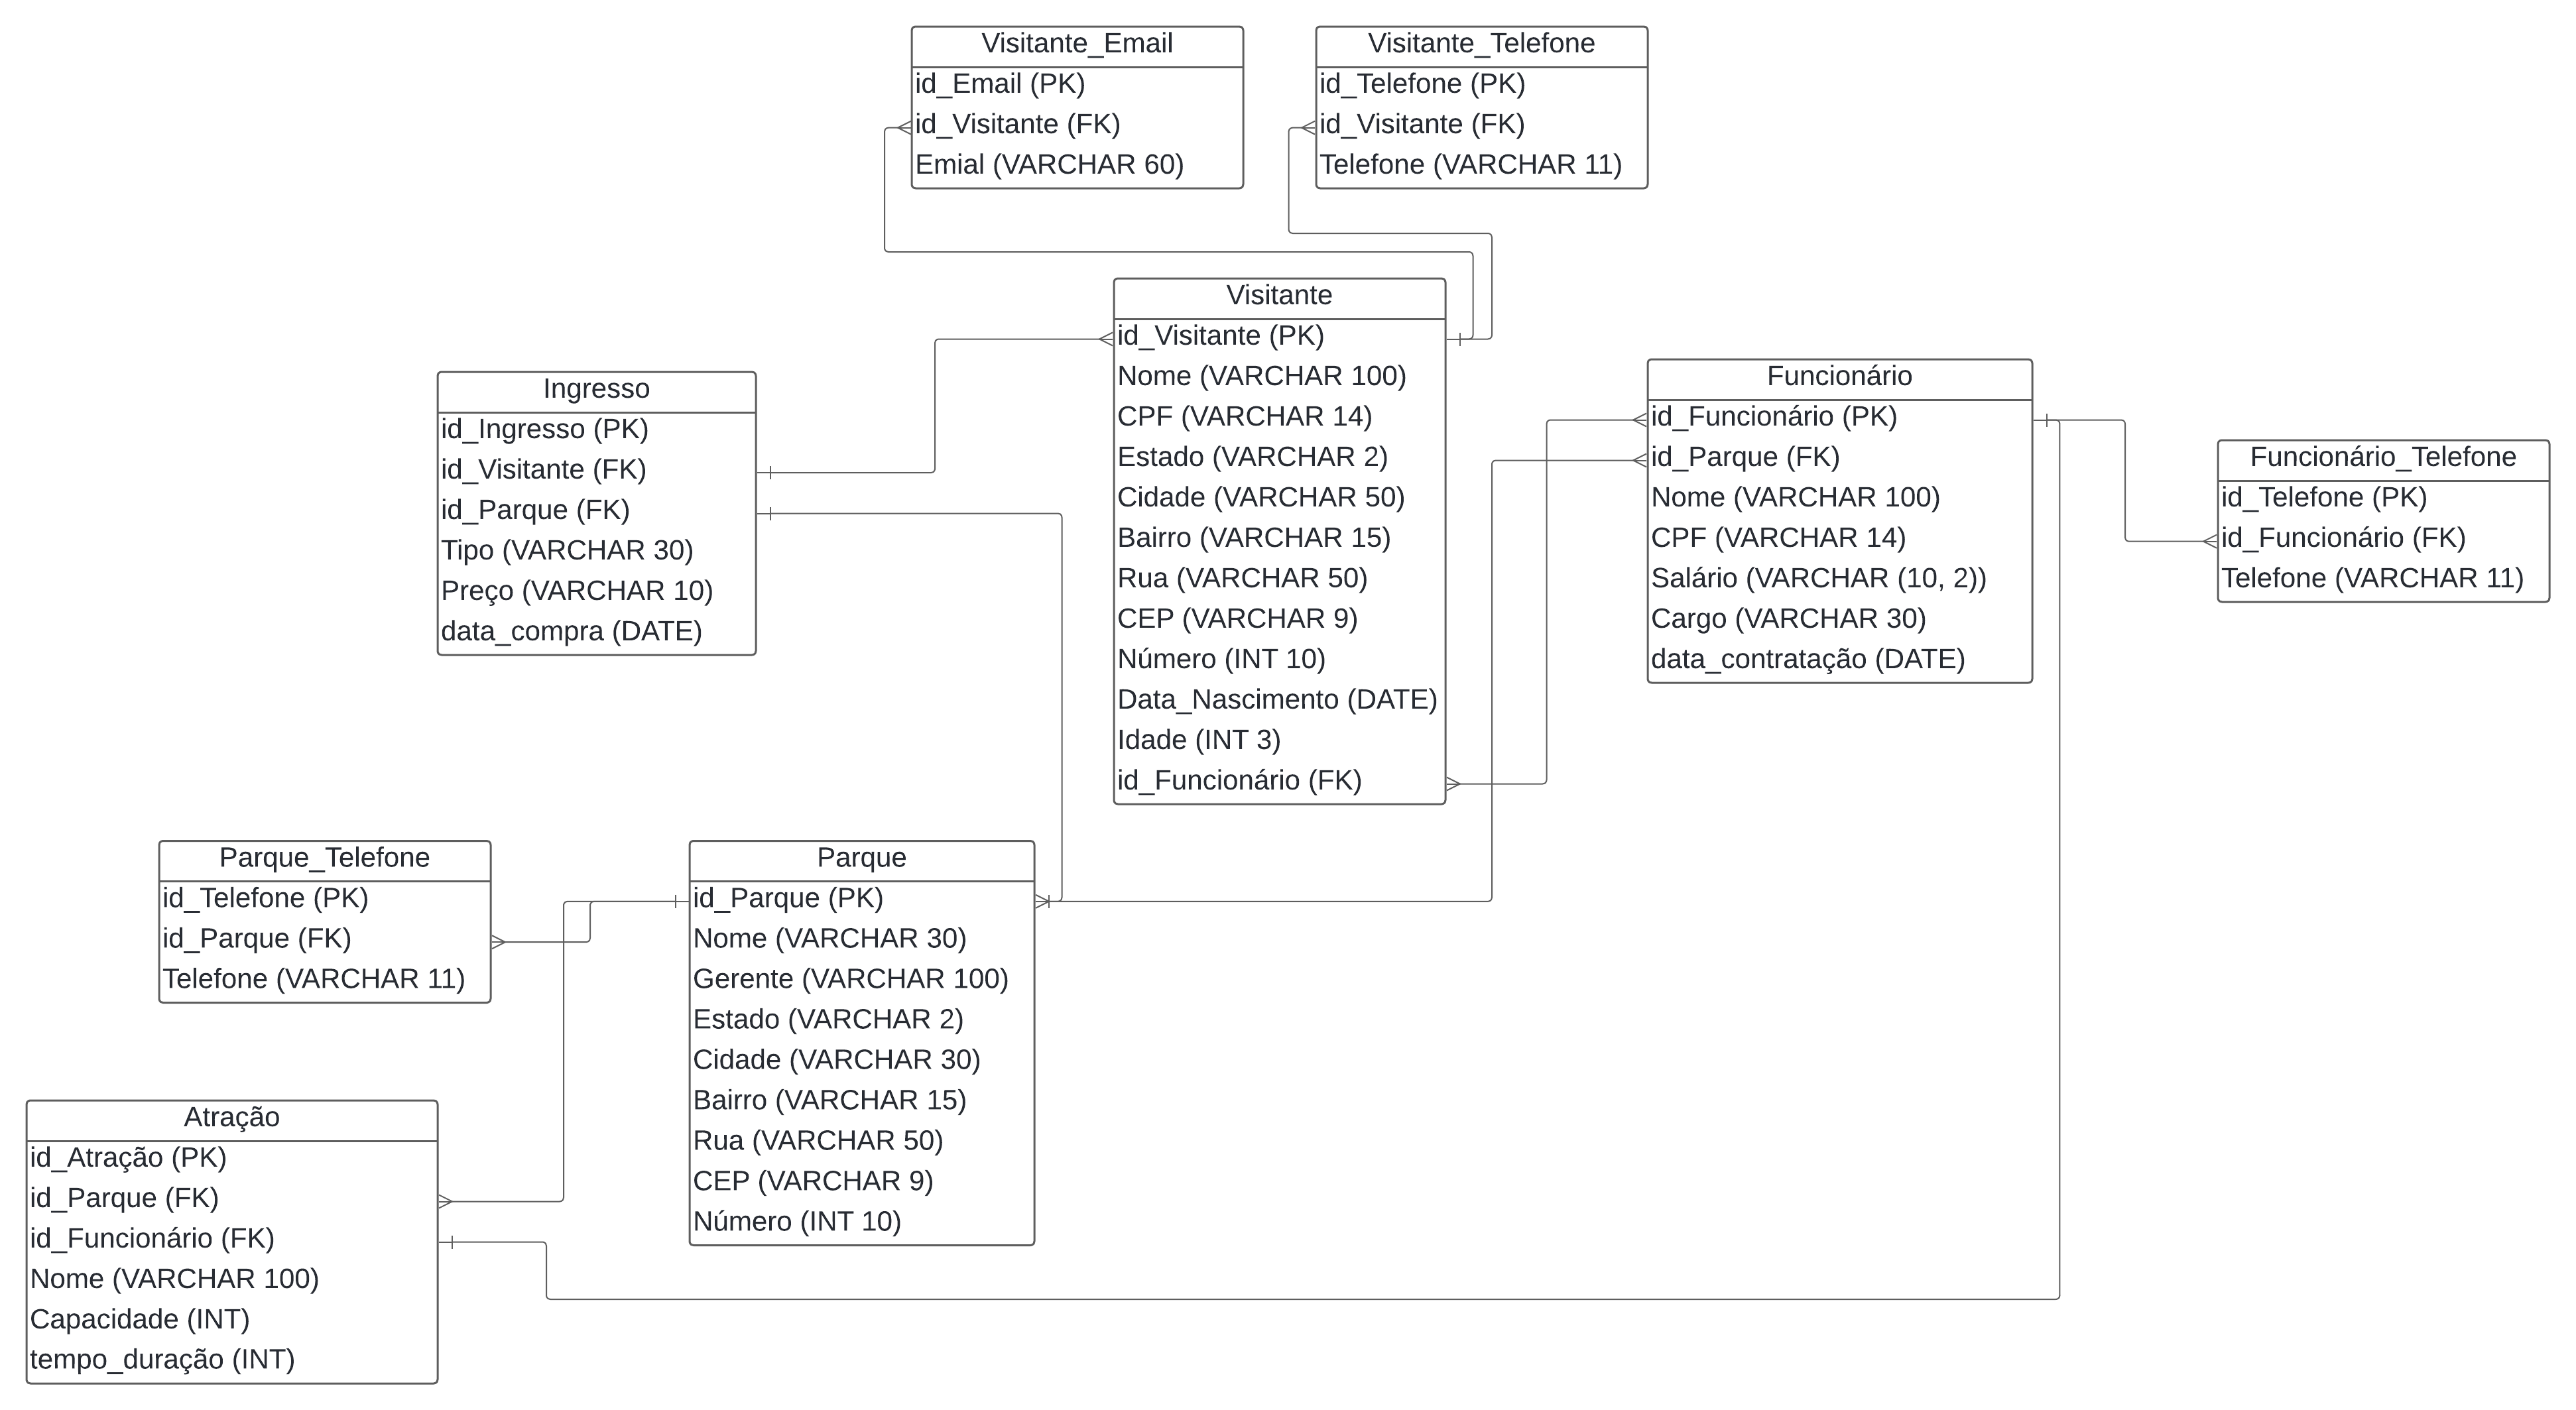 Visitante_Email
id_Email (PK)
id_Visitante (FK)
Emial (VARCHAR 60)
Visitante_Telefone
id_Telefone (PK)
id_Visitante (FK)
Telefone (VARCHAR 11)
Visitante
id_Visitante (PK)
Nome (VARCHAR 100)
CPF (VARCHAR 14)
Estado (VARCHAR 2)
Cidade (VARCHAR 50)
Bairro (VARCHAR 15)
Rua (VARCHAR 50)
CEP (VARCHAR 9)
Número (INT 10)
Data_Nascimento (DATE)
Idade (INT 3)
id_Funcionário (FK)
Ingresso
id_Ingresso (PK)
id_Visitante (FK)
id_Parque (FK)
Tipo (VARCHAR 30)
Preço (VARCHAR 10)
data_compra (DATE)
Funcionário
id_Funcionário (PK)
id_Parque (FK)
Nome (VARCHAR 100)
CPF (VARCHAR 14)
Salário (VARCHAR (10, 2))
Cargo (VARCHAR 30)
data_contratação (DATE)
Funcionário_Telefone
id_Telefone (PK)
id_Funcionário (FK)
Telefone (VARCHAR 11)
Parque_Telefone
id_Telefone (PK)
id_Parque (FK)
Telefone (VARCHAR 11)
Parque
id_Parque (PK)
Nome (VARCHAR 30)
Gerente (VARCHAR 100)
Estado (VARCHAR 2)
Cidade (VARCHAR 30)
Bairro (VARCHAR 15)
Rua (VARCHAR 50)
CEP (VARCHAR 9)
Número (INT 10)
Atração
id_Atração (PK)
id_Parque (FK)
id_Funcionário (FK)
Nome (VARCHAR 100)
Capacidade (INT)
tempo_duração (INT)